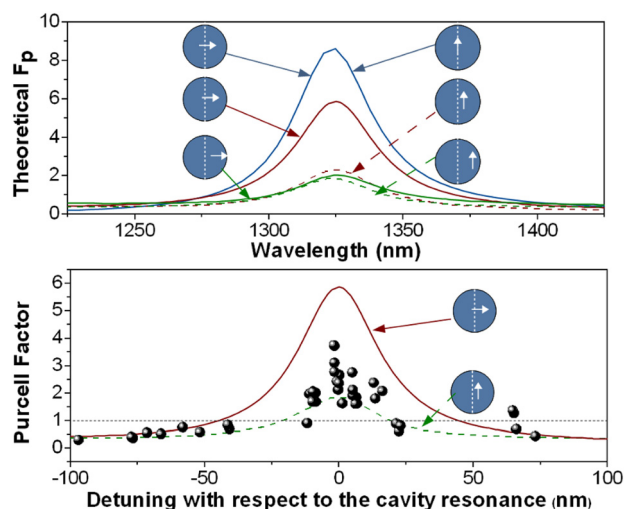 10
8
6
4
2
0
Theoretical Fp
1250 1300 1350 1400
Wavelength (nm)
6
5
4
3
2
1
0
Purcell Factor
-100 -50 0 50 100
Detuning with respect to the cavity resonance (nm)